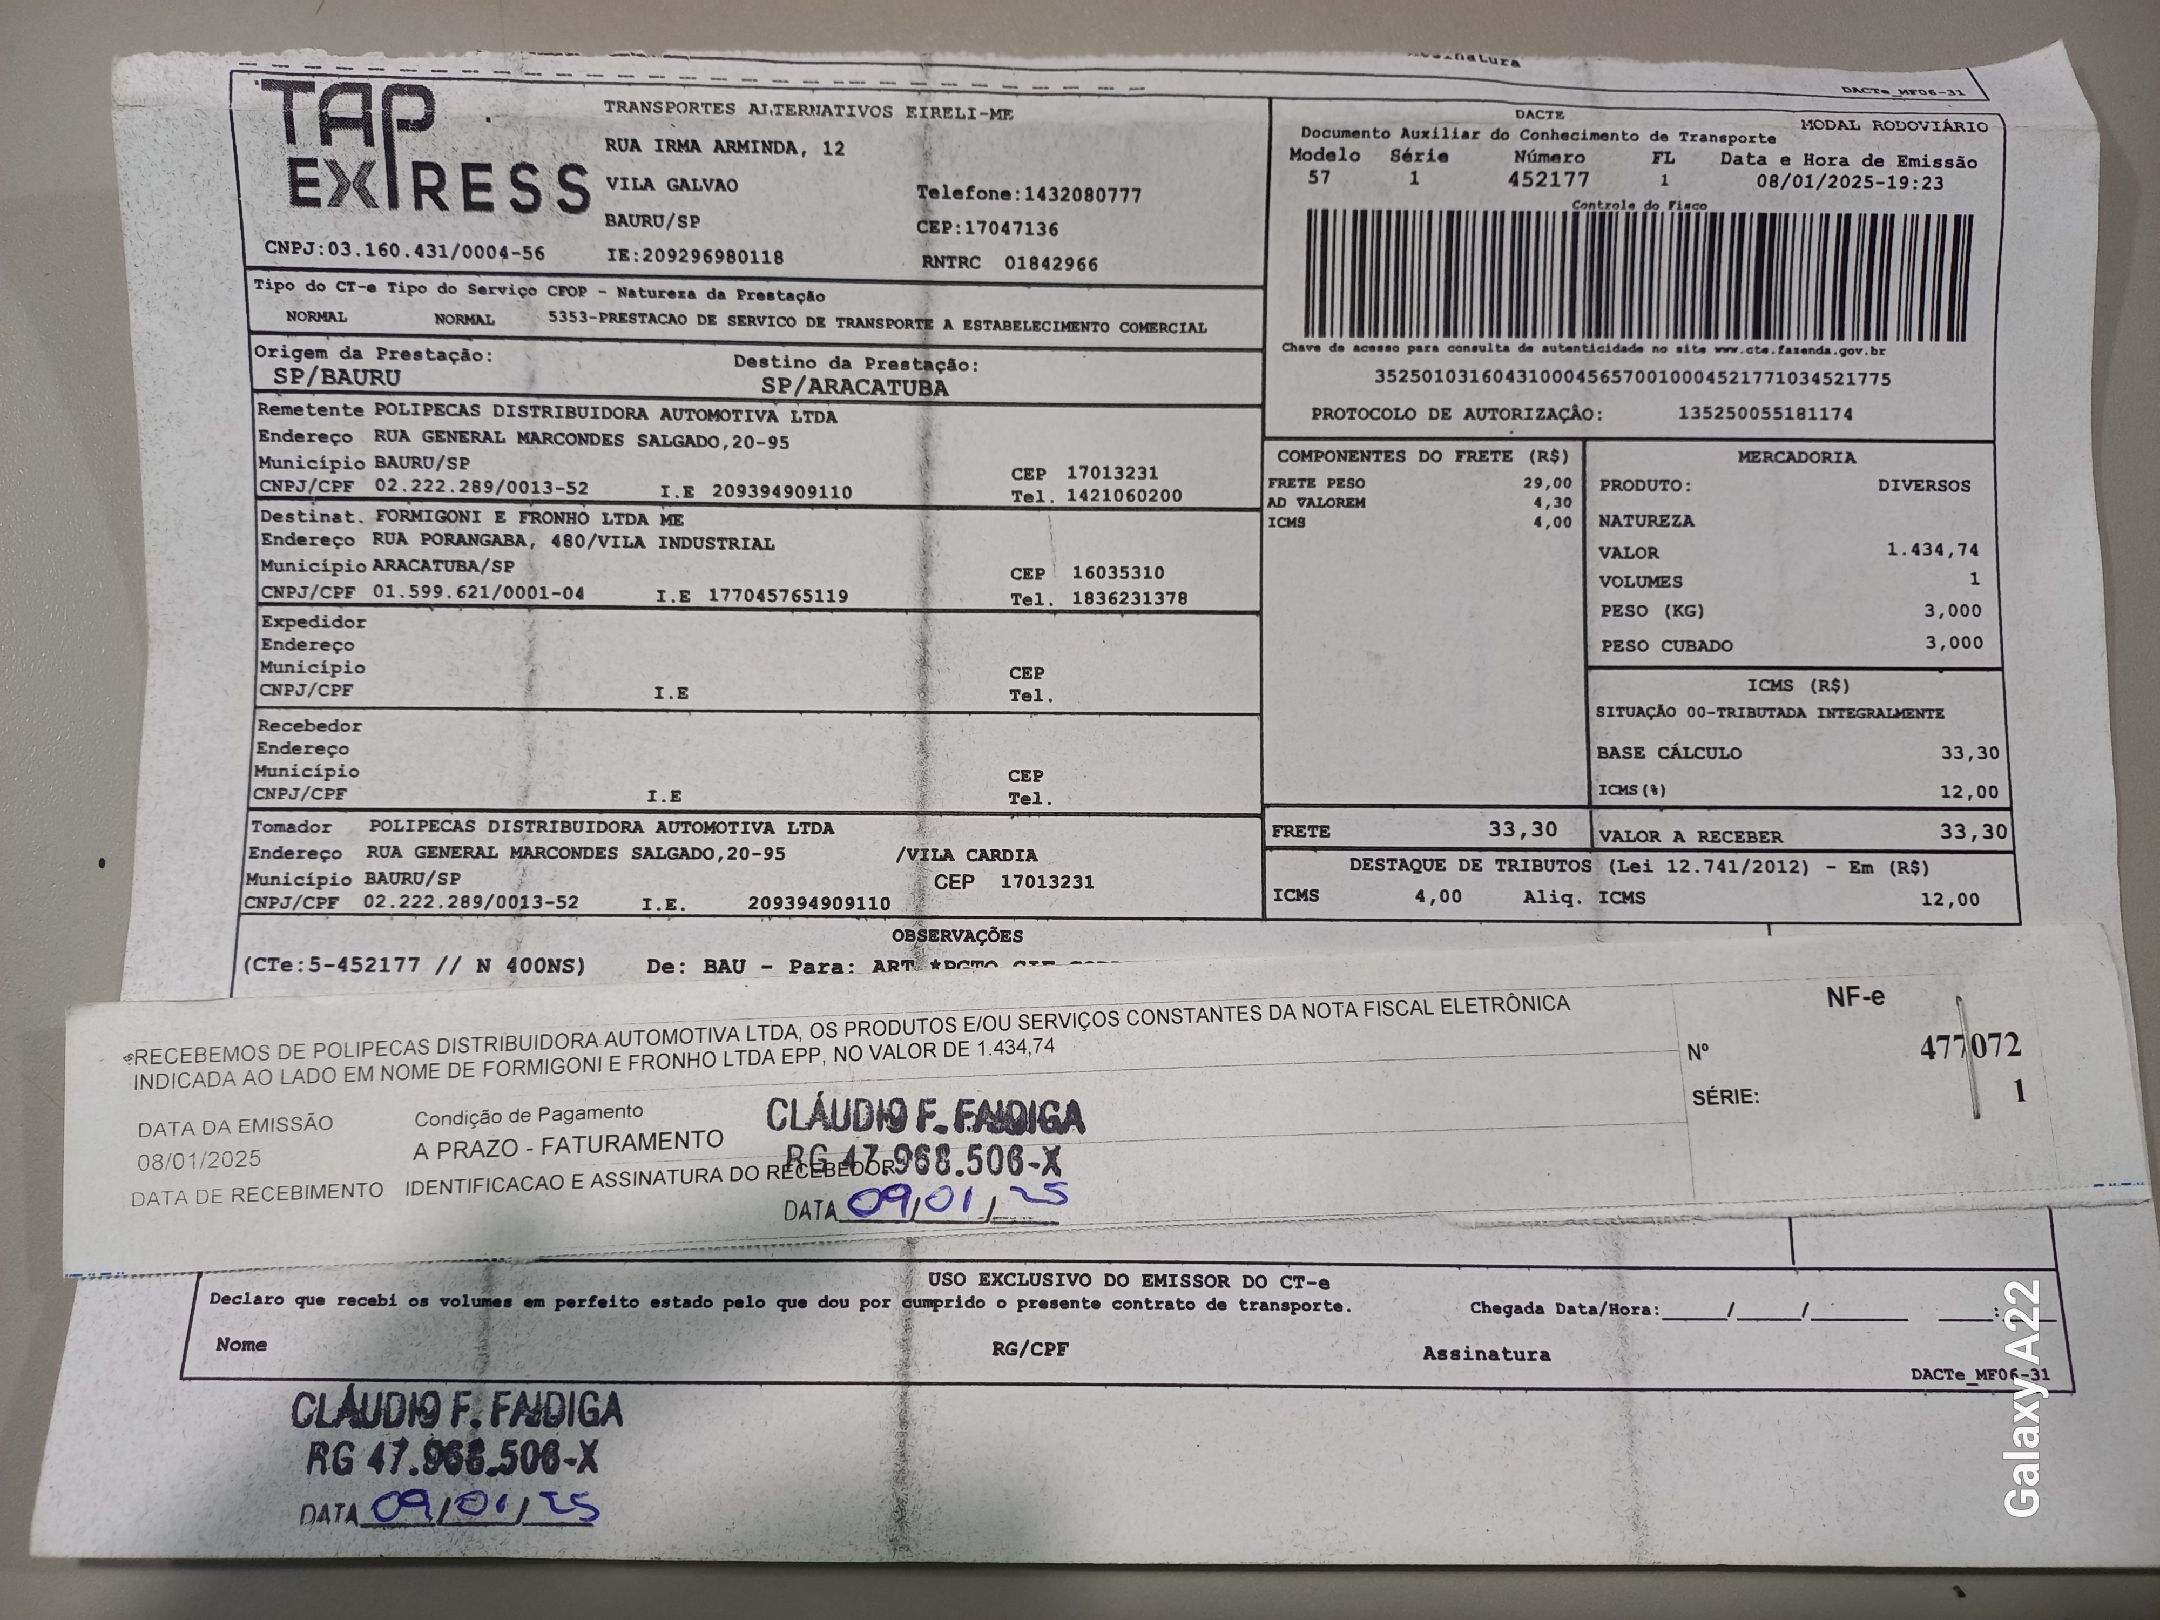 DACTe_MF06-31
TAP EXPRESS
TRANSPORTES ALTERNATIVOS EIRELI-ME
RUA IRMA ARMINDA, 12
VILA GALVAO
Telefone:1432080777
BAURU/SP
CEP:17047136
CNPJ:03.160.431/0004-56
IE:209296980118
RNTRC 01842966
DACTE
MODAL RODOVIÁRIO
Documento Auxiliar do Conhecimento de Transporte
Modelo Série Número FL Data e Hora de Emissão
57 1 452177 1 08/01/2025-19:23
Controle do Fisco
Chave de acesso para consulta de autenticidade no site www.cte.fazenda.gov.br
35250103160431000456570010004521771034521775
PROTOCOLO DE AUTORIZAÇÃO: 135250055181174
Tipo do CT-e Tipo do Serviço CFOP - Natureza da Prestação
NORMAL NORMAL 5353-PRESTACAO DE SERVICO DE TRANSPORTE A ESTABELECIMENTO COMERCIAL
Origem da Prestação: Destino da Prestação:
SP/BAURU SP/ARACATUBA
Remetente POLIPECAS DISTRIBUIDORA AUTOMOTIVA LTDA
Endereço RUA GENERAL MARCONDES SALGADO,20-95
Município BAURU/SP CEP 17013231
CNPJ/CPF 02.222.289/0013-52 I.E 209394909110 Tel. 1421060200
Destinat. FORMIGONI E FRONHO LTDA ME
Endereço RUA PORANGABA, 480/VILA INDUSTRIAL
Município ARACATUBA/SP CEP 16035310
CNPJ/CPF 01.599.621/0001-04 I.E 177045765119 Tel. 1836231378
Expedidor
Endereço
Município CEP
CNPJ/CPF I.E Tel.
Recebedor
Endereço
Município CEP
CNPJ/CPF I.E Tel.
Tomador POLIPECAS DISTRIBUIDORA AUTOMOTIVA LTDA
Endereço RUA GENERAL MARCONDES SALGADO,20-95 /VILA CARDIA
Município BAURU/SP CEP 17013231
CNPJ/CPF 02.222.289/0013-52 I.E. 209394909110
COMPONENTES DO FRETE (R$)
FRETE PESO 29,00
AD VALOREM 4,30
ICMS 4,00
MERCADORIA
PRODUTO: DIVERSOS
NATUREZA
VALOR 1.434,74
VOLUMES 1
PESO (KG) 3,000
PESO CUBADO 3,000
ICMS (R$)
SITUAÇÃO 00-TRIBUTADA INTEGRALMENTE
BASE CÁLCULO 33,30
ICMS(%) 12,00
FRETE 33,30 VALOR A RECEBER 33,30
DESTAQUE DE TRIBUTOS (Lei 12.741/2012) - Em (R$)
ICMS 4,00 Aliq. ICMS 12,00
OBSERVAÇÕES
(CTe:5-452177 // N 400NS) De: BAU - Para: ART
RECEBEMOS DE POLIPECAS DISTRIBUIDORA AUTOMOTIVA LTDA, OS PRODUTOS E/OU SERVIÇOS CONSTANTES DA NOTA FISCAL ELETRÔNICA
INDICADA AO LADO EM NOME DE FORMIGONI E FRONHO LTDA EPP, NO VALOR DE 1.434,74
NF-e
Nº 477072
SÉRIE: 1
DATA DA EMISSÃO Condição de Pagamento
08/01/2025 A PRAZO - FATURAMENTO
DATA DE RECEBIMENTO IDENTIFICACAO E ASSINATURA DO RECEBEDOR
CLÁUDIO F. FAIDIGA
RG 47.968.506-X
DATA 09/01/25
USO EXCLUSIVO DO EMISSOR DO CT-e
Declaro que recebi os volumes em perfeito estado pelo que dou por cumprido o presente contrato de transporte. Chegada Data/Hora:____/____/______ ____:____
Nome RG/CPF Assinatura
DACTe_MF06-31
CLÁUDIO F. FAIDIGA
RG 47.968.506-X
DATA 09/01/25
Galaxy A22